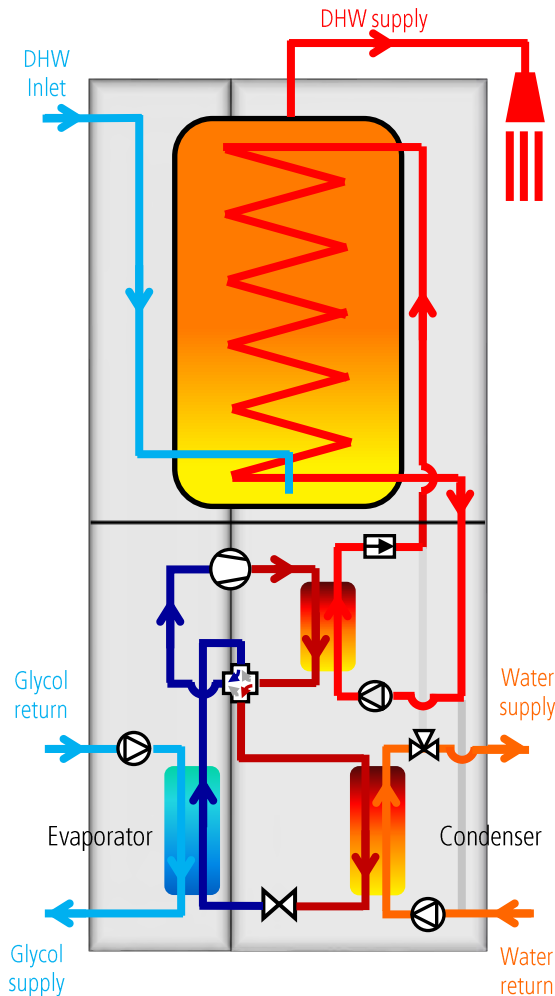 DHW supply
DHW
Inlet
Glycol
return
Water
supply
Evaporator
Condenser
Glycol
supply
Water
return